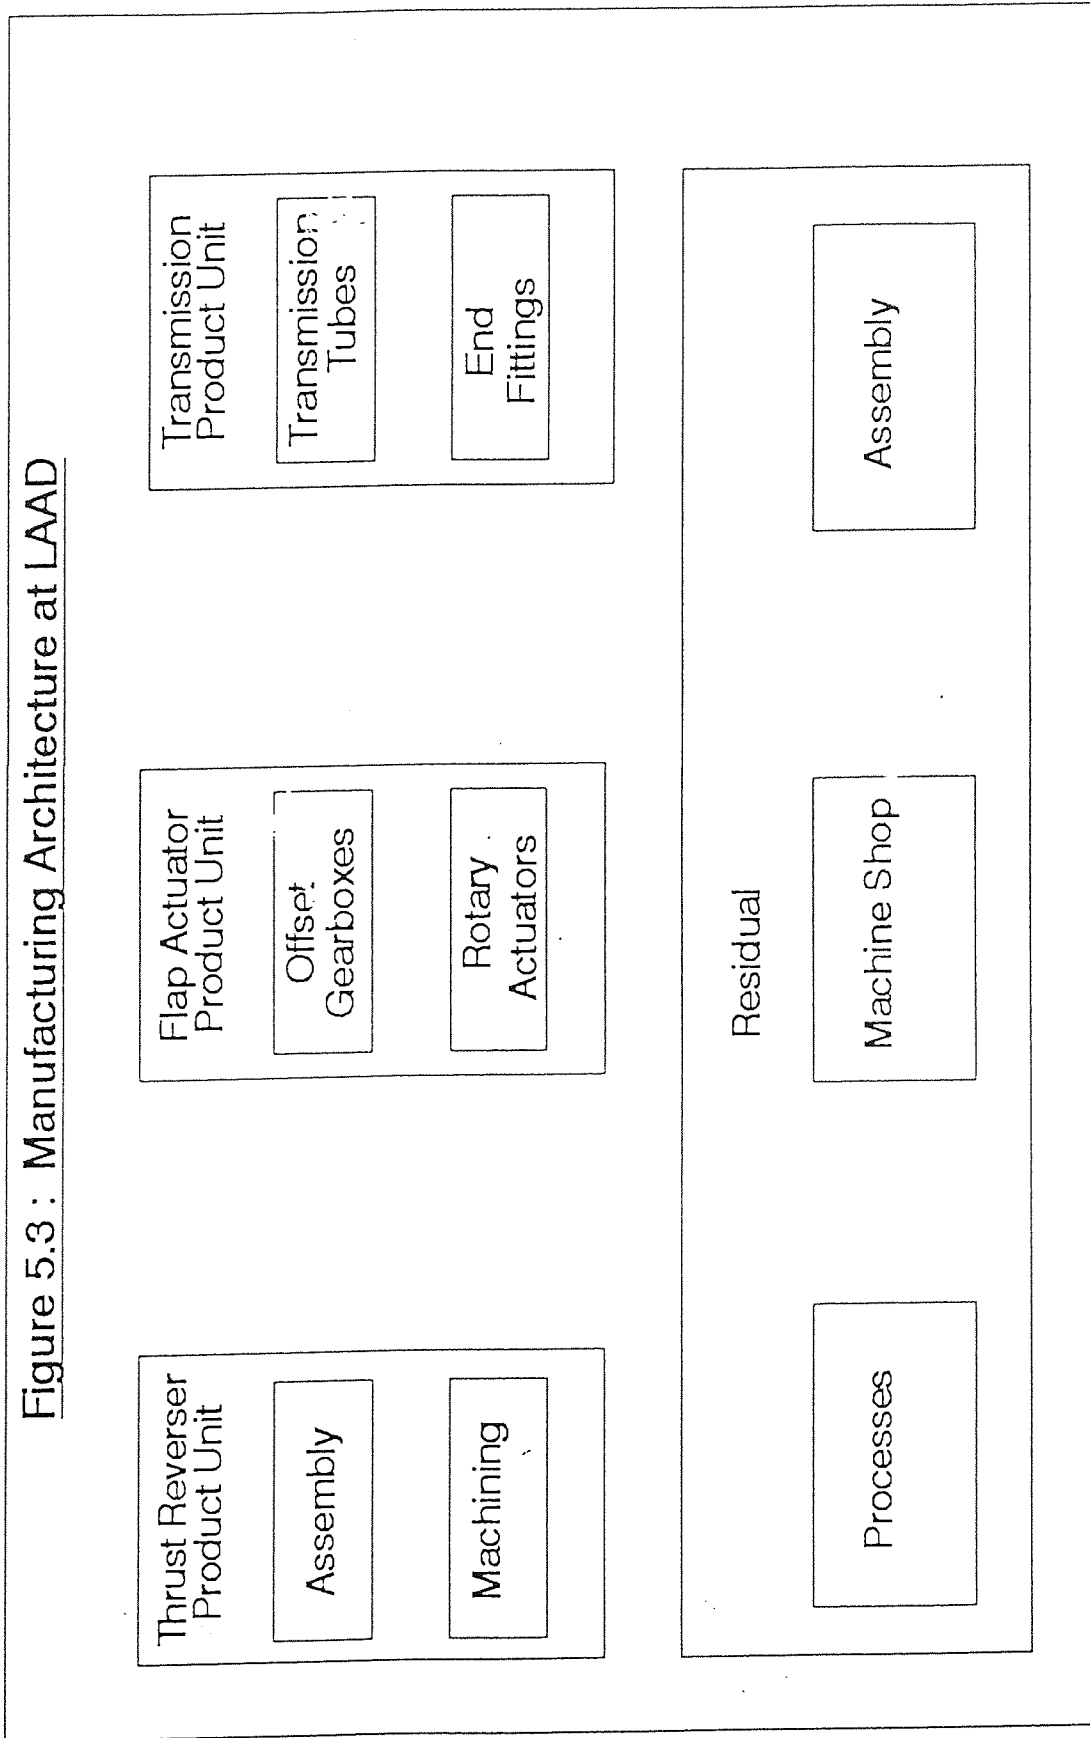 Figure 5.3 : Manufacturing Architecture at LAAD
Thrust Reverser
Product Unit
Assembly
Machining
Flap Actuator
Product Unit
Offset
Gearboxes
Rotary
Actuators
Transmission
Product Unit
Transmission
Tubes
End
Fittings
Residual
Processes
Machine Shop
Assembly